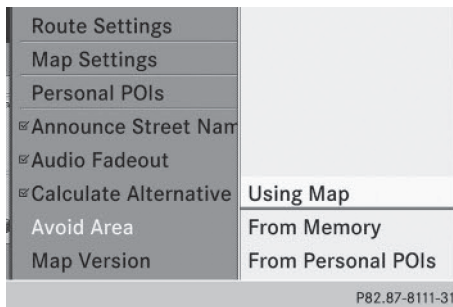 Route Settings
Map Settings
Personal POIs
Announce Street Nam
Audio Fadeout
Calculate Alternative
Avoid Area
Map Version
Using Map
From Memory
From Personal POIs
P82.87-8111-31